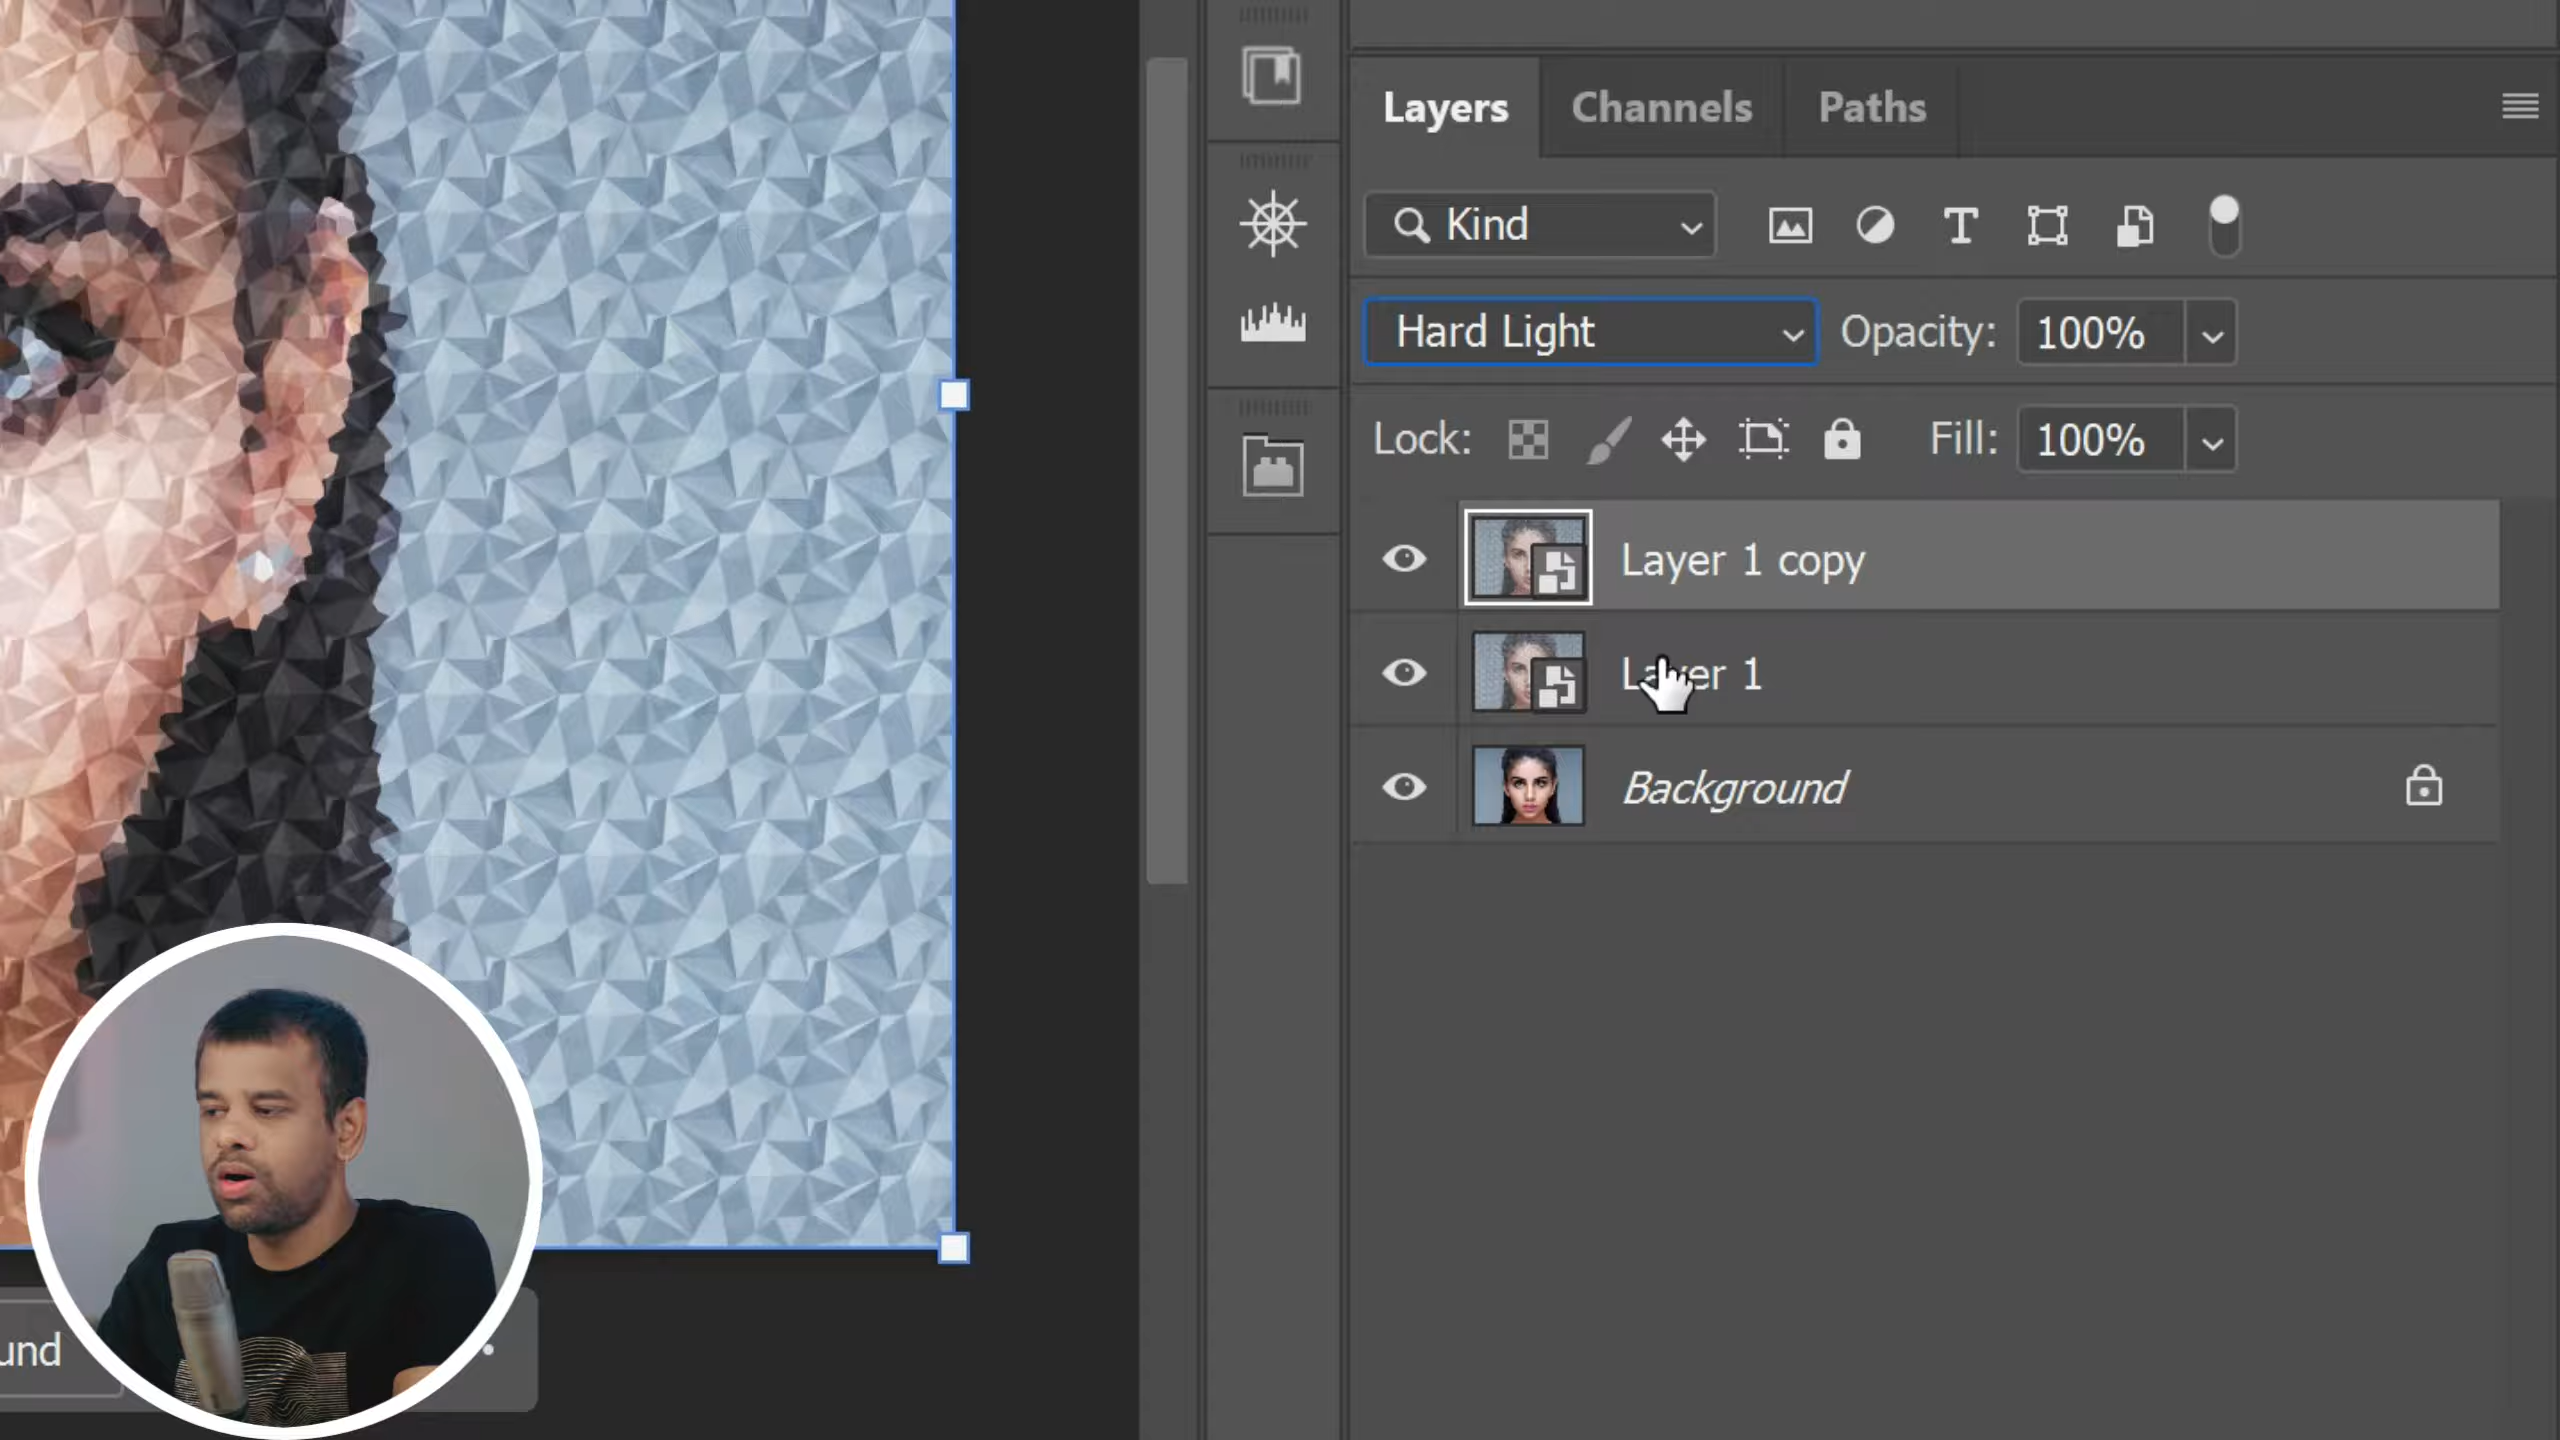 Layers Channels Paths
Kind
Hard Light Opacity: 100%
Lock: Fill: 100%
Layer 1 copy
Layer 1
Background
und